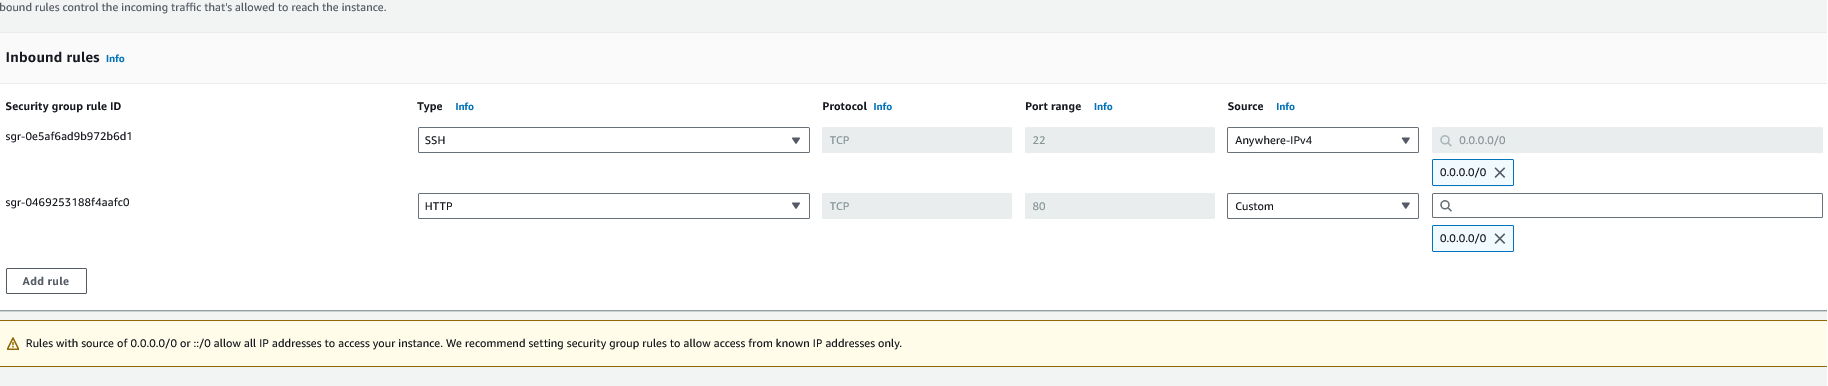 bound rules control the incoming traffic that's allowed to reach the instance.
Inbound rules Info
Security group rule ID Type Info Protocol Info Port range Info Source Info
sgr-0e5af6ad9b972b6d1 SSH TCP 22 Anywhere-IPv4 0.0.0.0/0
0.0.0.0/0
sgr-0469253188f4aafc0 HTTP TCP 80 Custom
0.0.0.0/0
Add rule
Rules with source of 0.0.0.0/0 or ::/0 allow all IP addresses to access your instance. We recommend setting security group rules to allow access from known IP addresses only.